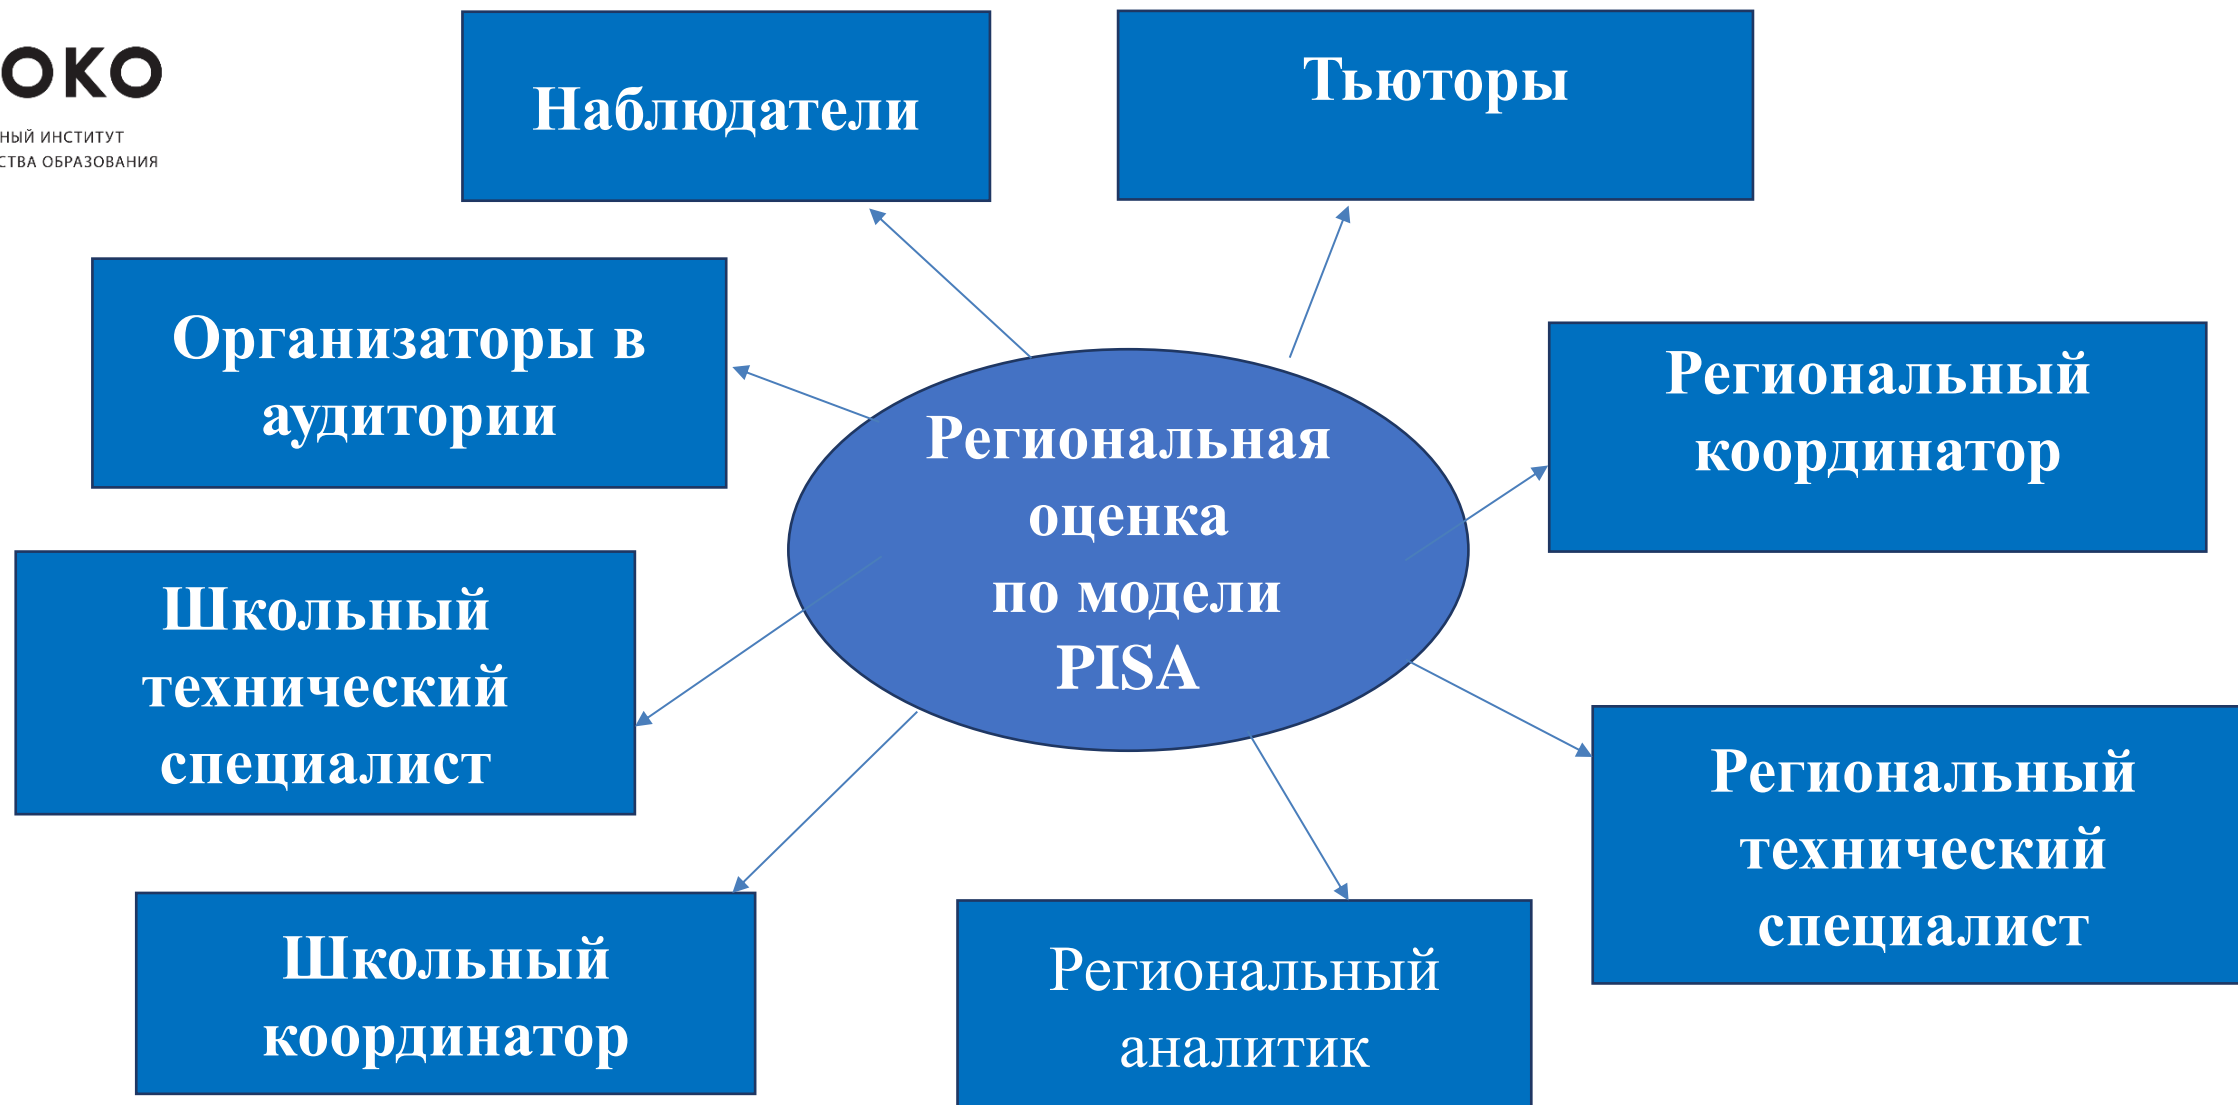 ОКО
НЫЙ ИНСТИТУТ
СТВА ОБРАЗОВАНИЯ
Наблюдатели
Тьюторы
Организаторы в
аудитории
Региональный
координатор
Региональная
оценка
по модели
PISA
Школьный
технический
специалист
Региональный
технический
специалист
Школьный
координатор
Региональный
аналитик